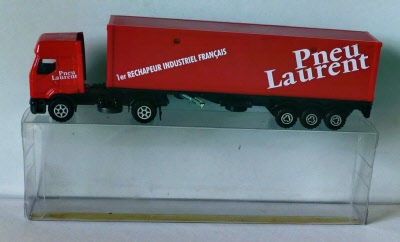 Pneu
Laurent
1er RECHAPEUR INDUSTRIEL FRANÇAIS
Pneu
Laurent